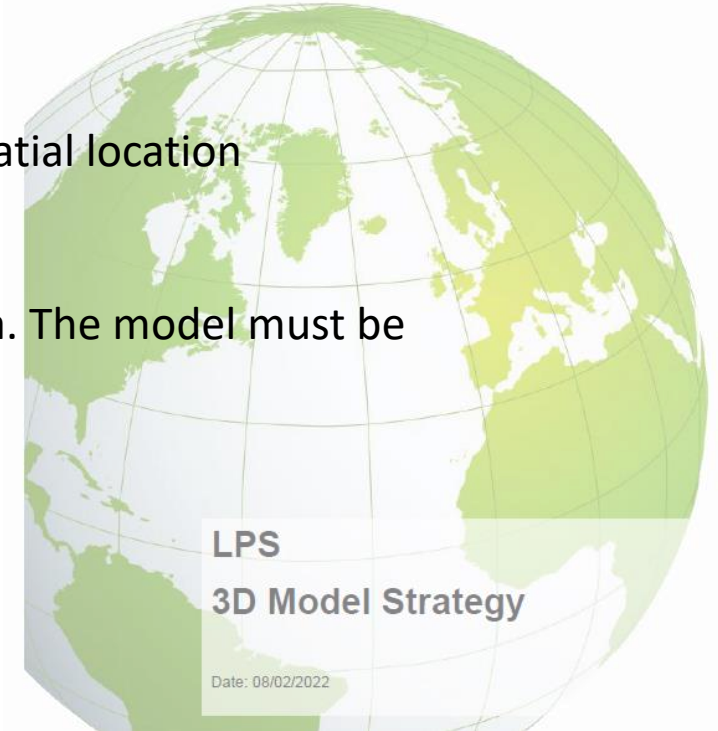 atial location
. The model must be
LPS
3D Model Strategy
Date: 08/02/2022